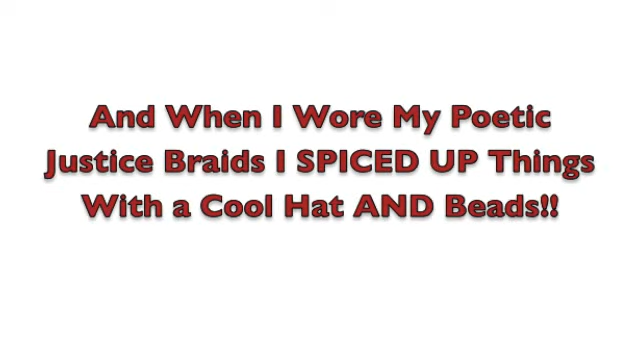 And When I Wore My Poetic
Justice Braids I SPICED UP Things
With a Cool Hat AND Beads!!